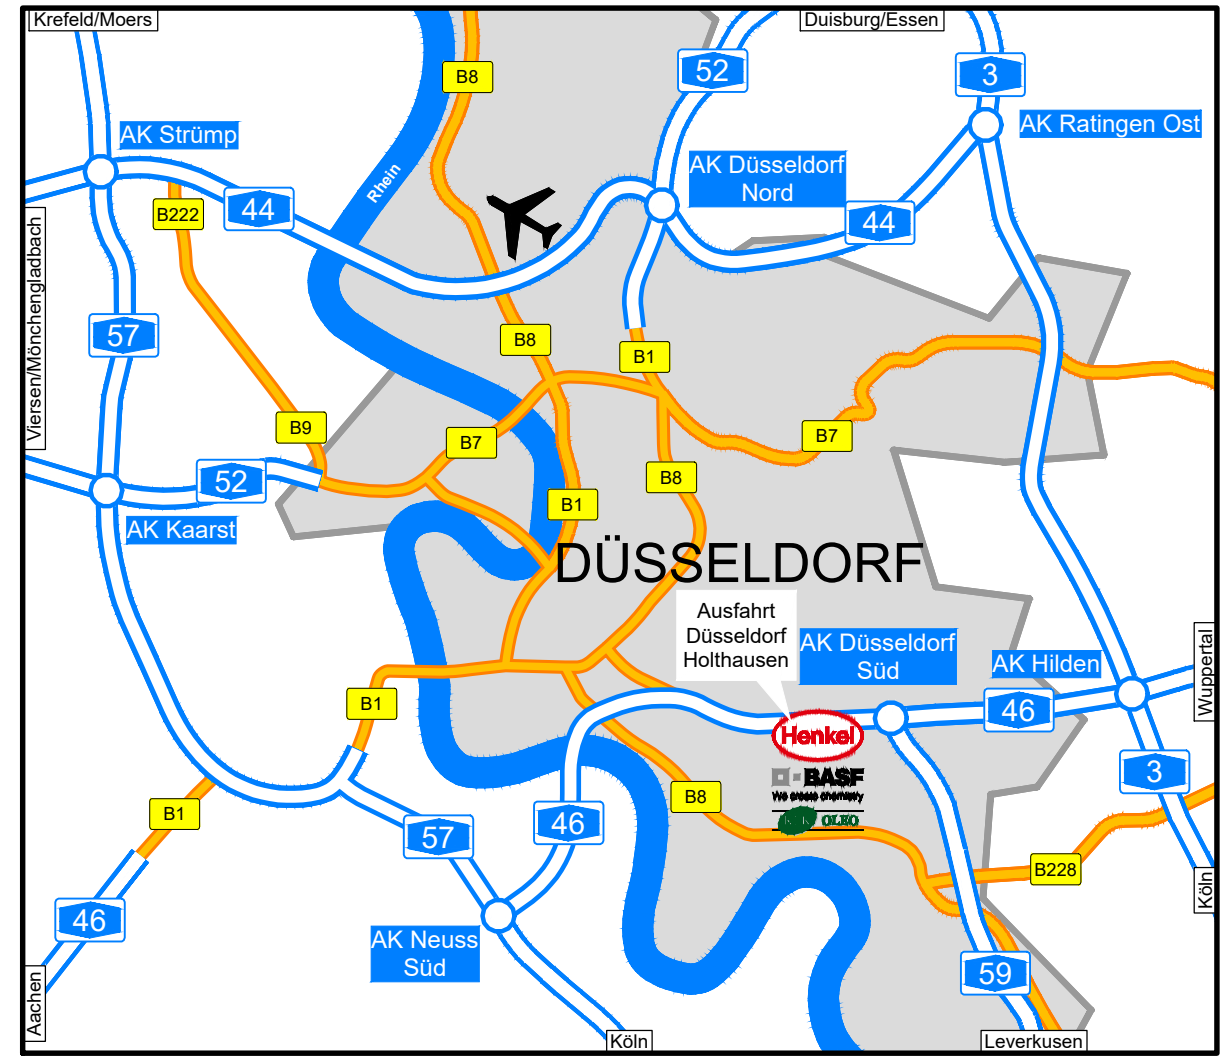 Krefeld/Moers
Duisburg/Essen
B8
52
3
AK Strümp
AK Ratingen Ost
AK Düsseldorf
Nord
Rhein
B222
44
44
Viersen/Mönchengladbach
57
B8
B1
B9
B7
B7
52
B8
B1
AK Kaarst
DÜSSELDORF
Ausfahrt
Düsseldorf
Holthausen
AK Düsseldorf
Süd
AK Hilden
Wuppertal
B1
46
Henkel
3
BASF
We create chemistry
B8
B1
OLEO
46
57
B228
Köln
46
AK Neuss
Süd
59
Aachen
Köln
Leverkusen